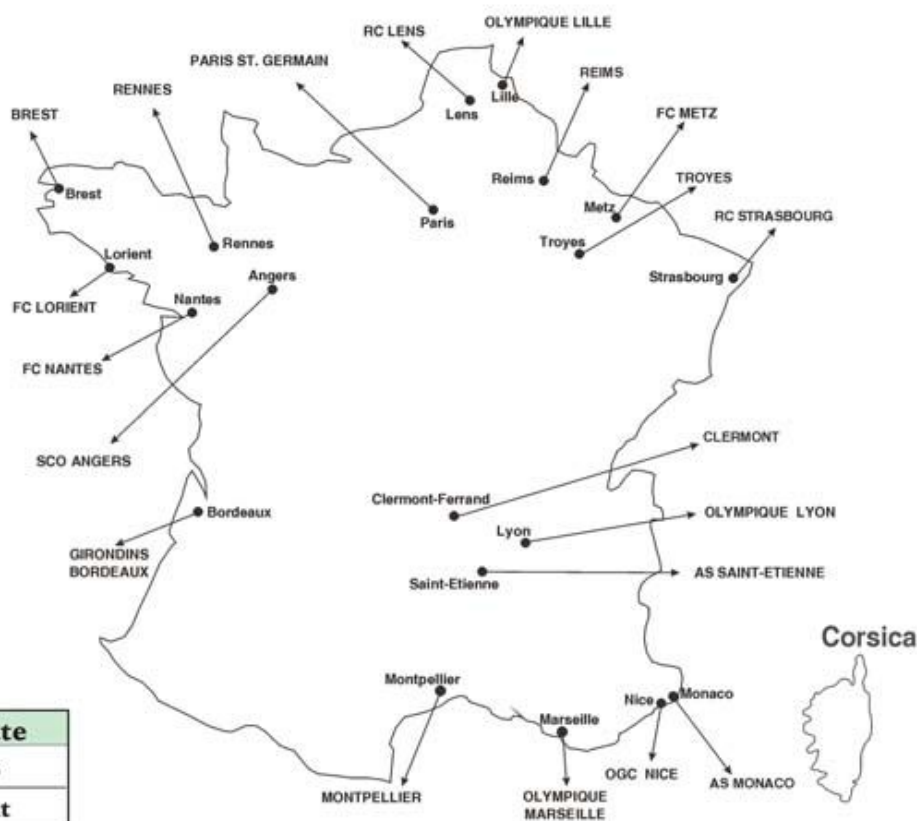 OLYMPIQUE LILLE
RC LENS
PARIS ST. GERMAIN
REIMS
RENNES
BREST
FC METZ
Lille
Lens
TROYES
Reims
RC STRASBOURG
Brest
Metz
Paris
Rennes
Troyes
Lorient
Angers
Strasbourg
Nantes
FC LORIENT
FC NANTES
CLERMONT
SCO ANGERS
Clermont-Ferrand
Bordeaux
OLYMPIQUE LYON
Lyon
GIRONDINS
BORDEAUX
AS SAINT-ETIENNE
Saint-Etienne
Corsica
Montpellier
Nice
Monaco
Marseille
OGC NICE
AS MONACO
MONTPELLIER
OLYMPIQUE
MARSEILLE